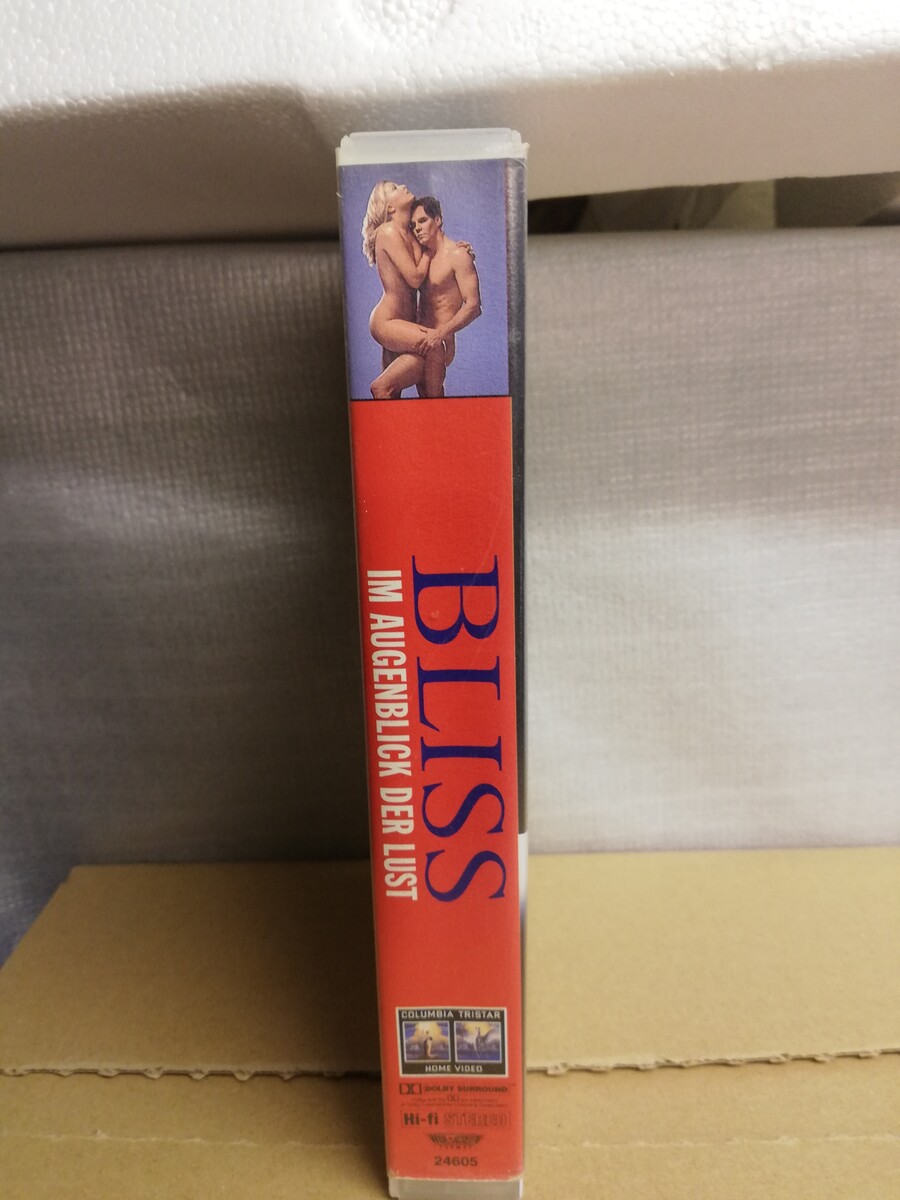 BLISS
IM AUGENBLICK DER LUST
COLUMBIA TRISTAR
HOME VIDEO
DOLBY SURROUND
Hi-fi STEREO
24605